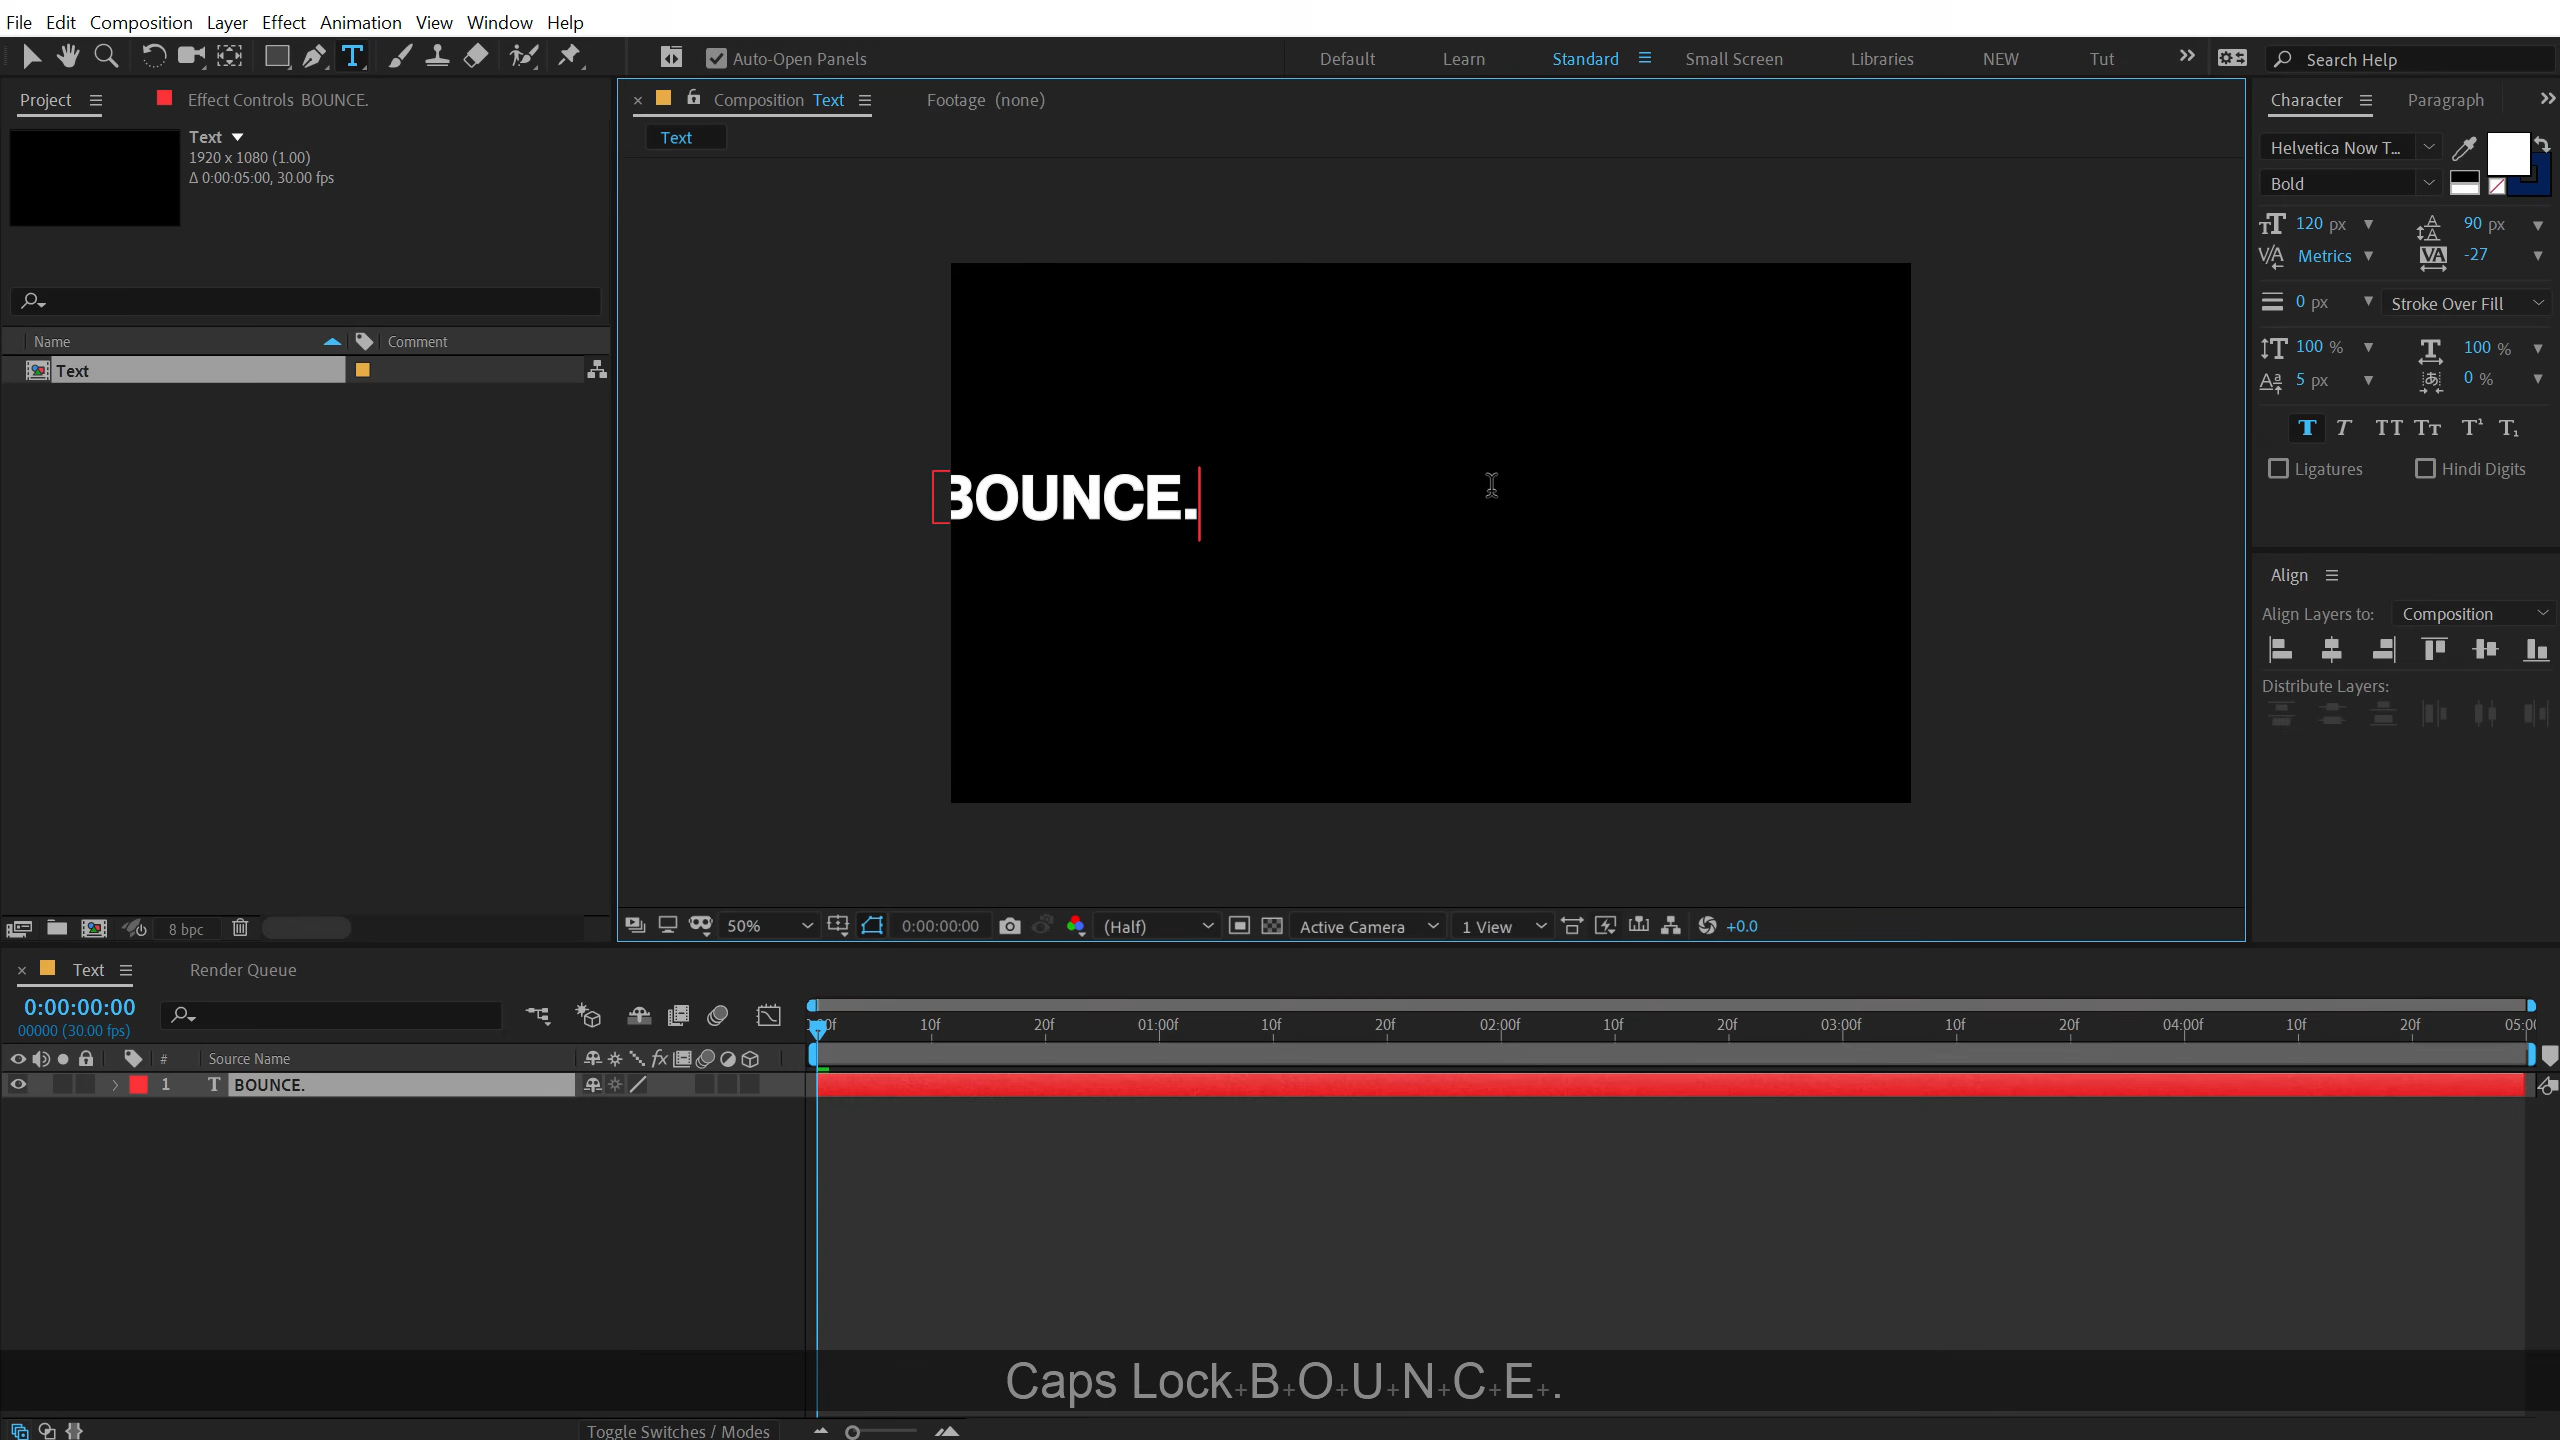 File Edit Composition Layer Effect Animation View Window Help
T Auto-Open Panels Default Learn Standard Small Screen Libraries NEW Tut Search Help
Project Effect Controls BOUNCE. Composition Text Footage (none) Character Paragraph
Text
1920 x 1080 (1.00)
Δ 0:00:05:00, 30.00 fps
Text
Helvetica Now T...
Bold
120 px 90 px
Metrics -27
0 px Stroke Over Fill
100 % 100 %
5 px 0 %
T T TT Tт T¹ T₁
Ligatures Hindi Digits
Name Comment
Text
BOUNCE.
Align
Align Layers to: Composition
Distribute Layers:
8 bpc 50% 0:00:00:00 (Half) Active Camera 1 View +0.0
Text Render Queue
0:00:00:00
00000 (30.00 fps)
10f 20f 01:00f 10f 20f 02:00f 10f 20f 03:00f 10f 20f 04:00f 10f 20f
# Source Name fx
1 T BOUNCE.
Caps Lock+B+O+U+N+C+E+.
Toggle Switches / Modes